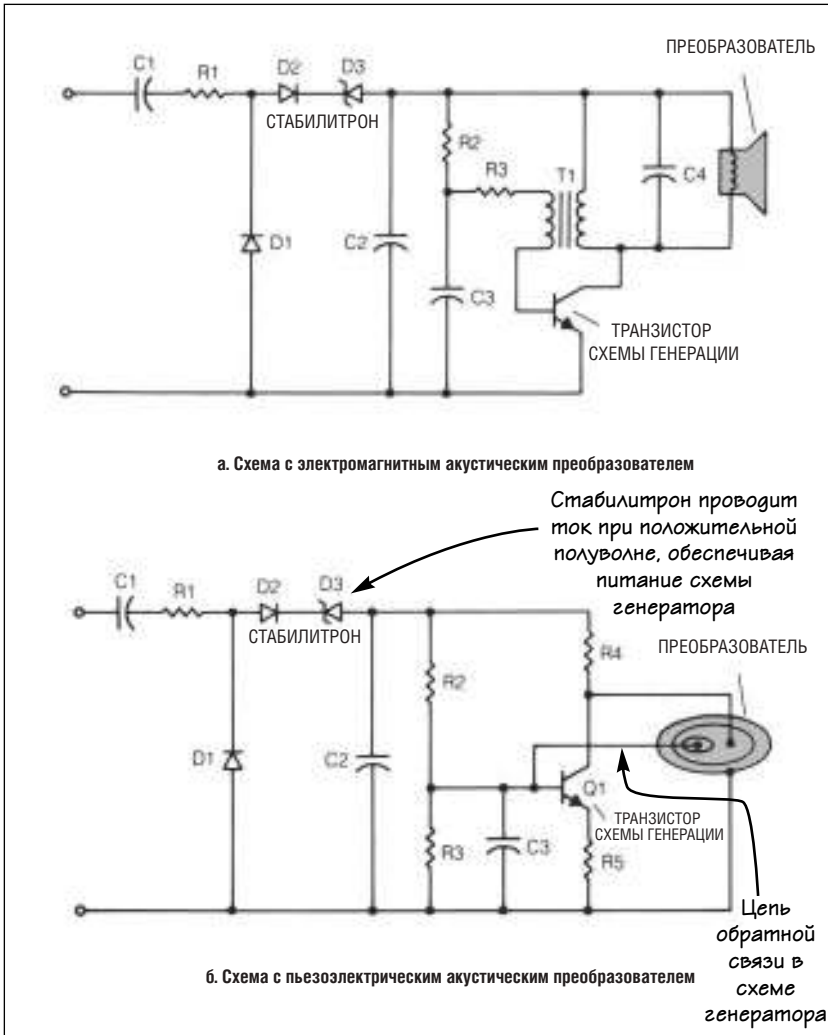 ПРЕОБРАЗОВАТЕЛЬ
C1
R1
D2
D3
СТАБИЛИТРОН
R2
R3
T1
C4
D1
C2
C3
ТРАНЗИСТОР
СХЕМЫ ГЕНЕРАЦИИ
а. Схема с электромагнитным акустическим преобразователем
Стабилитрон проводит
ток при положительной
полуволне, обеспечивая
питание схемы
генератора
C1
R1
D2
D3
СТАБИЛИТРОН
R4
ПРЕОБРАЗОВАТЕЛЬ
R2
D1
C2
Q1
ТРАНЗИСТОР
СХЕМЫ ГЕНЕРАЦИИ
R3
C3
R5
Цепь
обратной
связи в
схеме
генератора
б. Схема с пьезоэлектрическим акустическим преобразователем